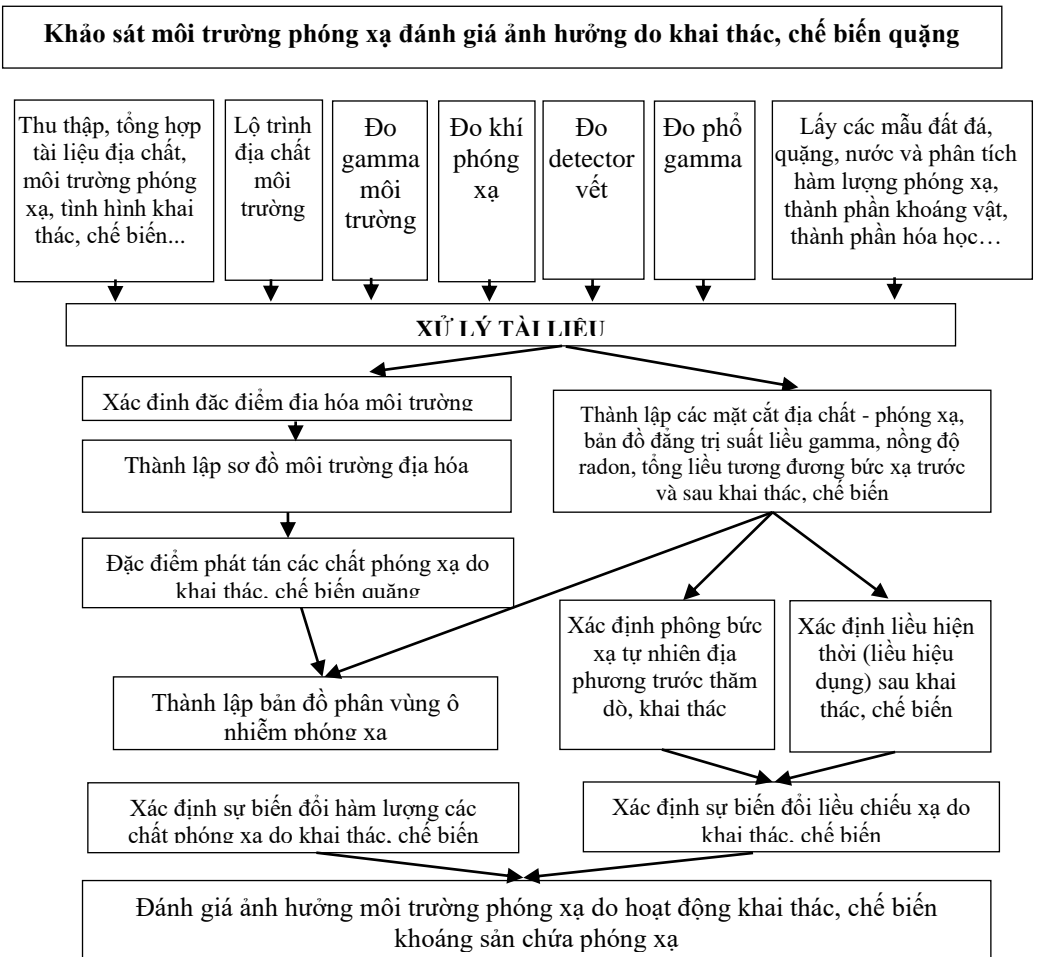 Khảo sát môi trường phóng xạ đánh giá ảnh hưởng do khai thác, chế biến quặng
Thu thập, tổng hợp
tài liệu địa chất,
môi trường phóng
xạ, tình hình khai
thác, chế biến...
Lộ trình
địa chất
môi
trường
Đo
gamma
môi
trường
Đo khí
phóng
xạ
Đo
detector
vết
Đo phổ
gamma
Lấy các mẫu đất đá,
quặng, nước và phân tích
hàm lượng phóng xạ,
thành phần khoáng vật,
thành phần hóa học…
XỬ LÝ TÀI LIỆU
Xác định đặc điểm địa hóa môi trường
Thành lập sơ đồ môi trường địa hóa
Đặc điểm phát tán các chất phóng xạ do
khai thác, chế biến quặng
Thành lập các mặt cắt địa chất - phóng xạ,
bản đồ đẳng trị suất liều gamma, nồng độ
radon, tổng liều tương đương bức xạ trước
và sau khai thác, chế biến
Xác định phông bức
xạ tự nhiên địa
phương trước thăm
dò, khai thác
Xác định liều hiện
thời (liều hiệu
dụng) sau khai
thác, chế biến
Thành lập bản đồ phân vùng ô
nhiễm phóng xạ
Xác định sự biến đổi hàm lượng các
chất phóng xạ do khai thác, chế biến
Xác định sự biến đổi liều chiếu xạ do
khai thác, chế biến
Đánh giá ảnh hưởng môi trường phóng xạ do hoạt động khai thác, chế biến
khoáng sản chứa phóng xạ